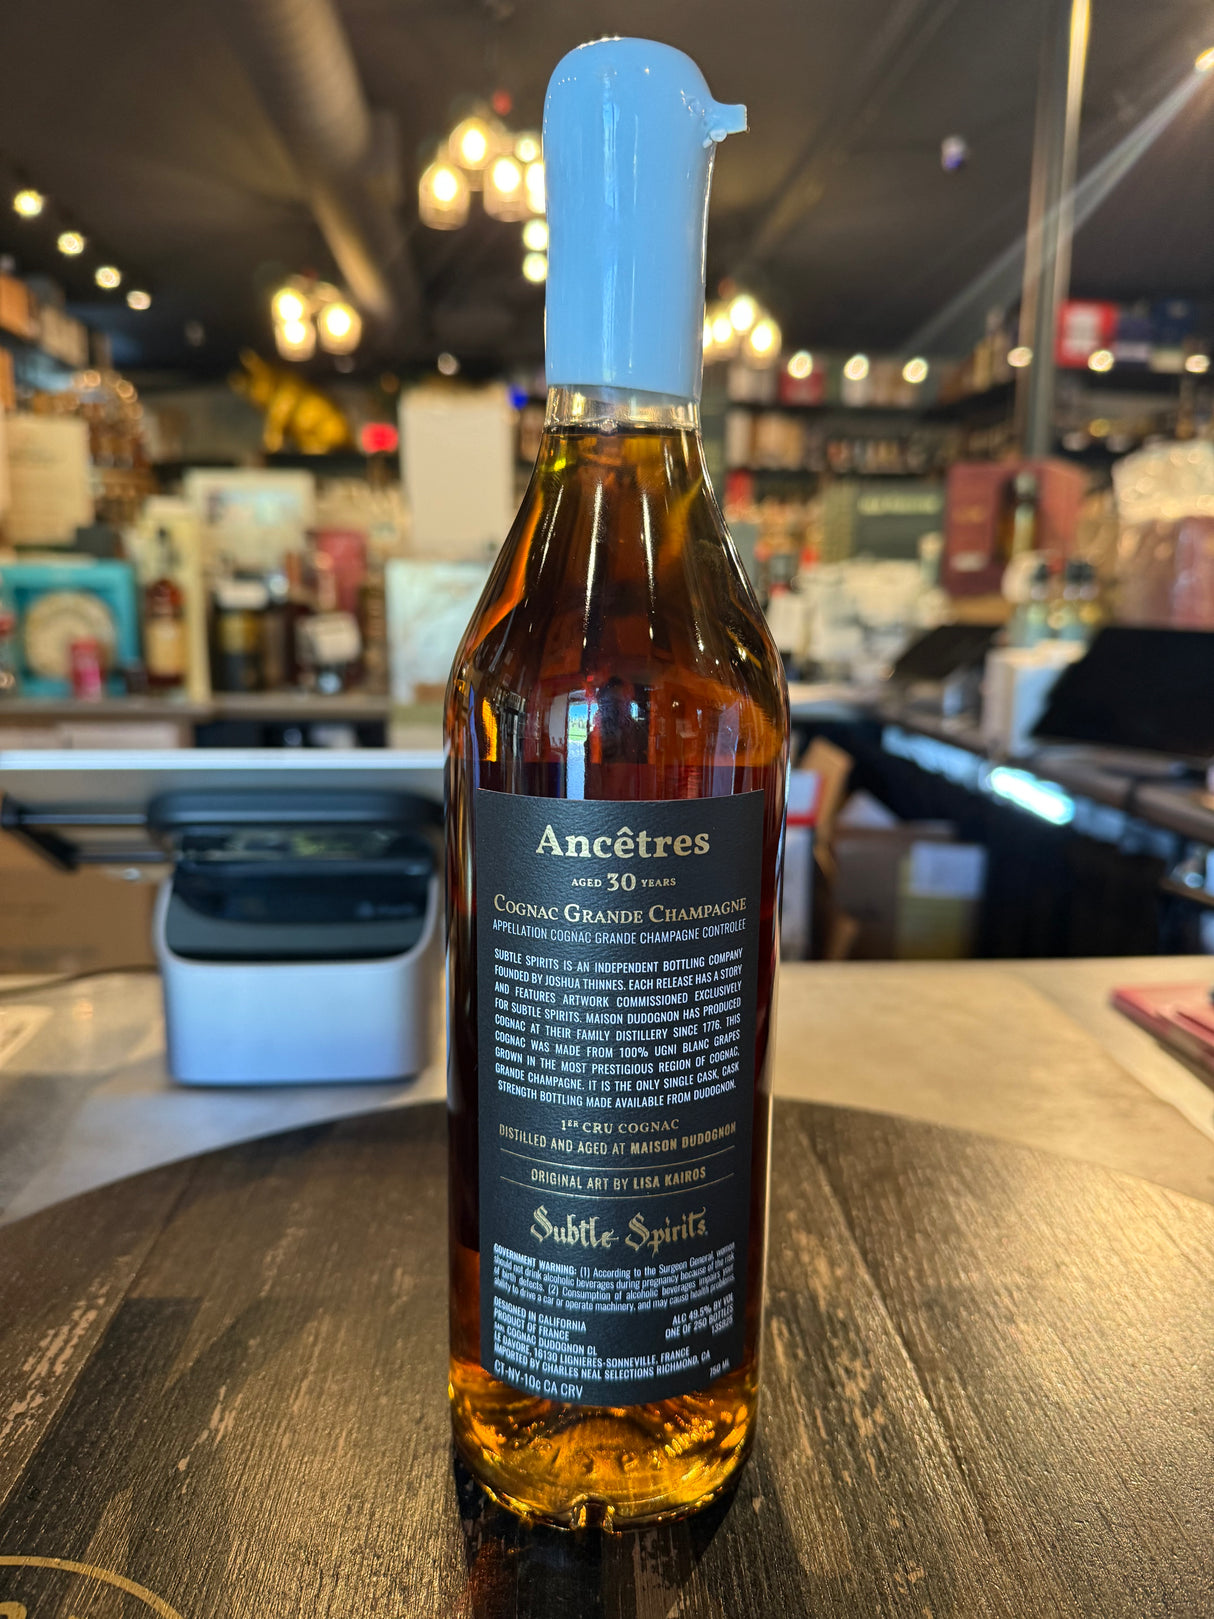 Ancêtres
AGED 30 YEARS
COGNAC GRANDE CHAMPAGNE
APPELLATION COGNAC GRANDE CHAMPAGNE CONTROLEE
SUBTLE SPIRITS IS AN INDEPENDENT BOTTLING COMPANY
FOUNDED BY JOSHUA THINNES. EACH RELEASE HAS A STORY
AND FEATURES ARTWORK COMMISSIONED EXCLUSIVELY
FOR SUBTLE SPIRITS. MAISON DUDOGNON HAS PRODUCED
COGNAC AT THEIR FAMILY DISTILLERY SINCE 1776. THIS
COGNAC WAS MADE FROM 100% UGNI BLANC GRAPES
GROWN IN THE MOST PRESTIGIOUS REGION OF COGNAC,
GRANDE CHAMPAGNE. IT IS THE ONLY SINGLE CASK, CASK
STRENGTH BOTTLING MADE AVAILABLE FROM DUDOGNON.
1ER CRU COGNAC
DISTILLED AND AGED AT MAISON DUDOGNON
ORIGINAL ART BY LISA KAIROS
Subtle Spirits
GOVERNMENT WARNING: (1) According to the Surgeon General, women
should not drink alcoholic beverages during pregnancy because of the risk
of birth defects. (2) Consumption of alcoholic beverages impairs your
ability to drive a car or operate machinery, and may cause health problems.
DESIGNED IN CALIFORNIA
PRODUCT OF FRANCE
COGNAC DUDOGNON CL
LE DAVGRE, 16130 LIGNIERES-SONNEVILLE, FRANCE
IMPORTED BY CHARLES NEAL SELECTIONS RICHMOND, CA
CT-NY-10¢ CA CRV
ALC 49.5% BY VOL
ONE OF 250 BOTTLES
750 ML